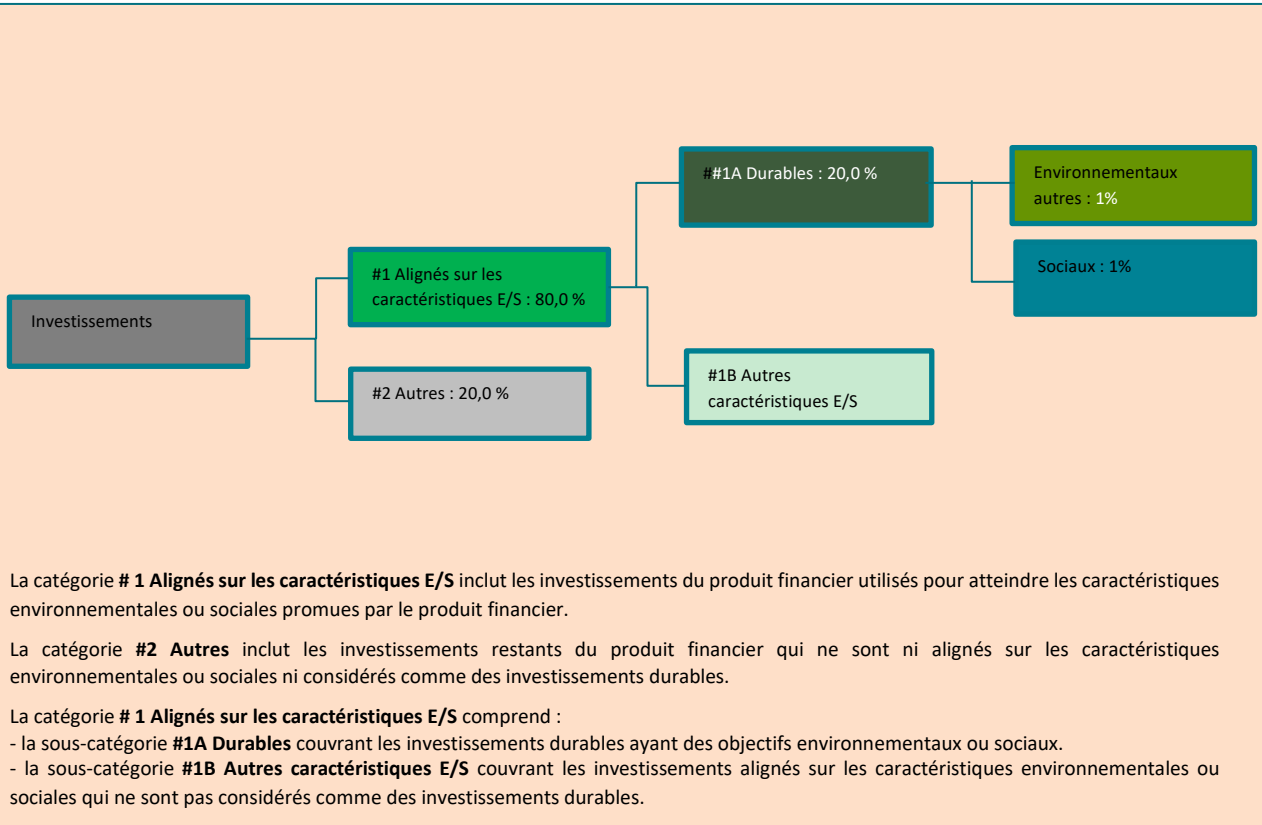 ##1A Durables : 20,0 %
Environnementaux
autres : 1%
Sociaux : 1%
#1 Alignés sur les
caractéristiques E/S : 80,0 %
Investissements
#2 Autres : 20,0 %
#1B Autres
caractéristiques E/S
La catégorie # 1 Alignés sur les caractéristiques E/S inclut les investissements du produit financier utilisés pour atteindre les caractéristiques
environnementales ou sociales promues par le produit financier.
La catégorie #2 Autres inclut les investissements restants du produit financier qui ne sont ni alignés sur les caractéristiques
environnementales ou sociales ni considérés comme des investissements durables.
La catégorie # 1 Alignés sur les caractéristiques E/S comprend :
- la sous-catégorie #1A Durables couvrant les investissements durables ayant des objectifs environnementaux ou sociaux.
- la sous-catégorie #1B Autres caractéristiques E/S couvrant les investissements alignés sur les caractéristiques environnementales ou
sociales qui ne sont pas considérés comme des investissements durables.